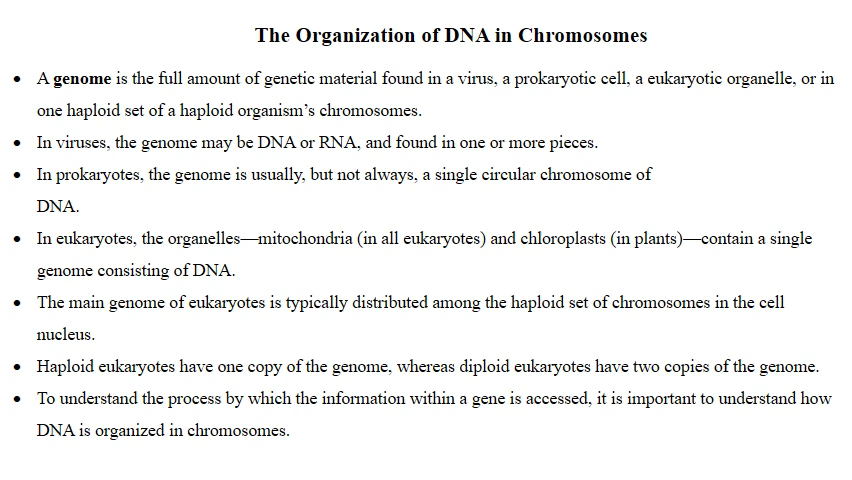 The Organization of DNA in Chromosomes
• A genome is the full amount of genetic material found in a virus, a prokaryotic cell, a eukaryotic organelle, or in
one haploid set of a haploid organism’s chromosomes.
• In viruses, the genome may be DNA or RNA, and found in one or more pieces.
• In prokaryotes, the genome is usually, but not always, a single circular chromosome of
DNA.
• In eukaryotes, the organelles—mitochondria (in all eukaryotes) and chloroplasts (in plants)—contain a single
genome consisting of DNA.
• The main genome of eukaryotes is typically distributed among the haploid set of chromosomes in the cell
nucleus.
• Haploid eukaryotes have one copy of the genome, whereas diploid eukaryotes have two copies of the genome.
• To understand the process by which the information within a gene is accessed, it is important to understand how
DNA is organized in chromosomes.